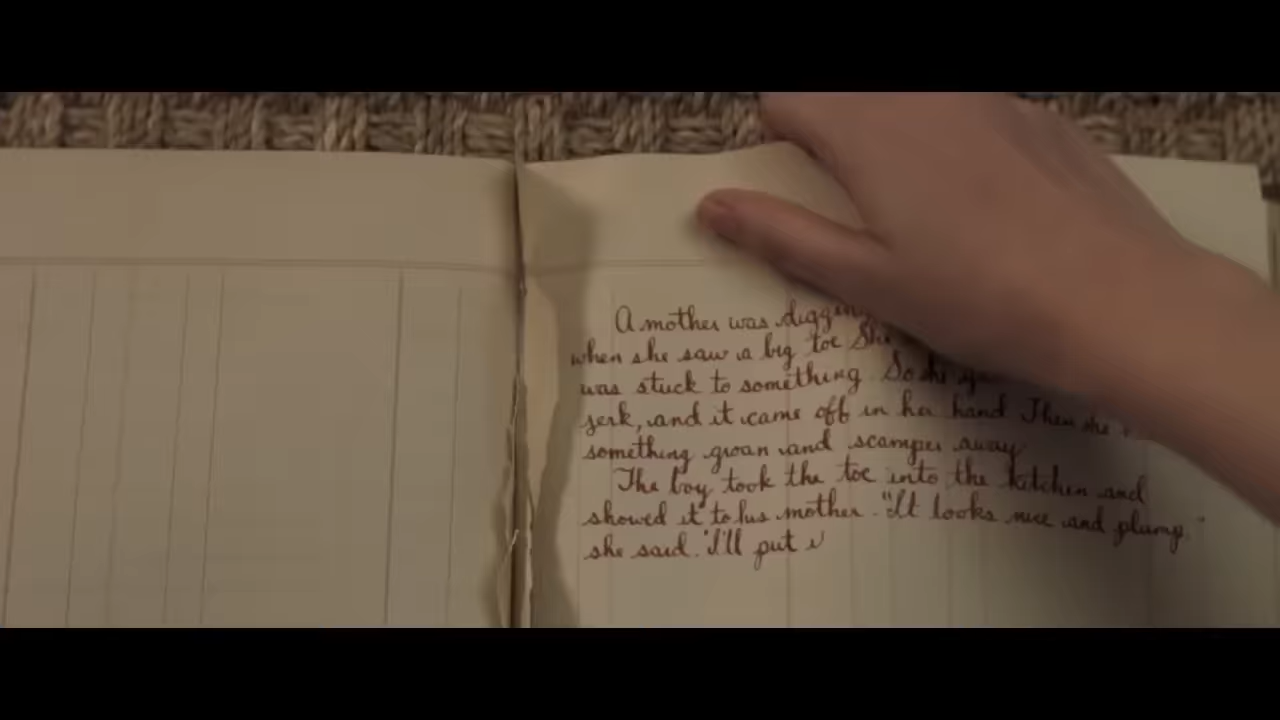 A mother was digging
when she saw a big toe She
was stuck to something So she
jerk, and it came off in her hand Then she
something groan and scamper away
The boy took the toe into the kitchen and
showed it to his mother. "It looks nice and plump,"
she said. "I'll put